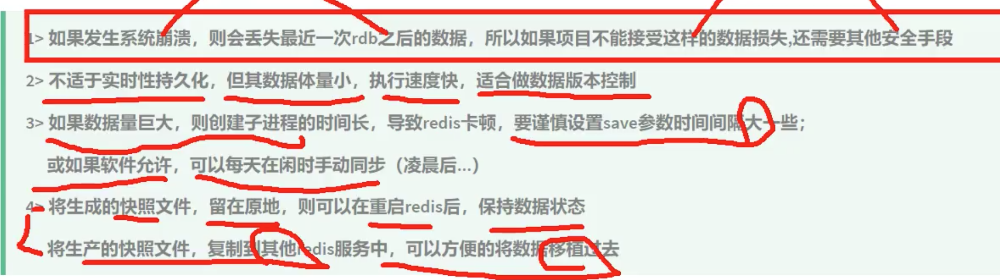 1> 如果发生系统崩溃，则会丢失最近一次rdb之后的数据，所以如果项目不能接受这样的数据损失,还需要其他安全手段
2> 不适于实时性持久化，但其数据体量小，执行速度快，适合做数据版本控制
3> 如果数据量巨大，则创建子进程的时间长，导致redis卡顿，要谨慎设置save参数时间间隔大一些；
或如果软件允许，可以每天在闲时手动同步（凌晨后...）
4> 将生成的快照文件，留在原地，则可以在重启redis后，保持数据状态
将生产的快照文件，复制到其他redis服务中，可以方便的将数据移植过去